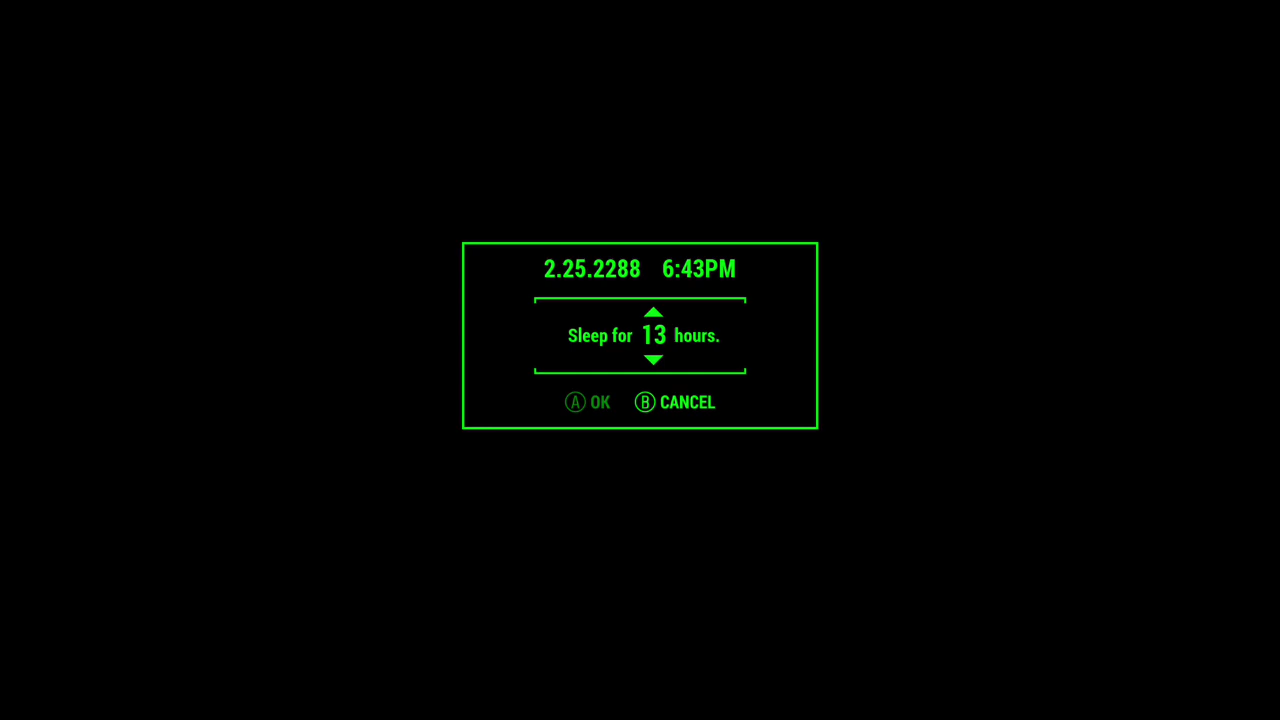 2.25.2288 6:43PM
Sleep for 13 hours.
Ⓐ OK Ⓑ CANCEL